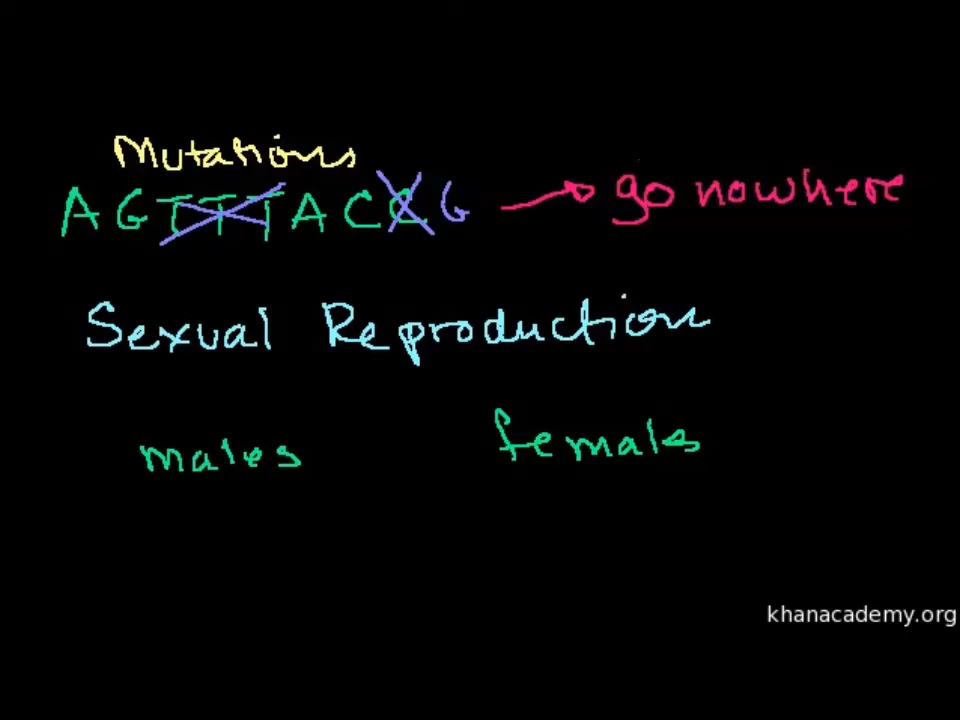 Mutations
AGTTTACCG → go nowhere
Sexual Reproduction
males females
khanacademy.org